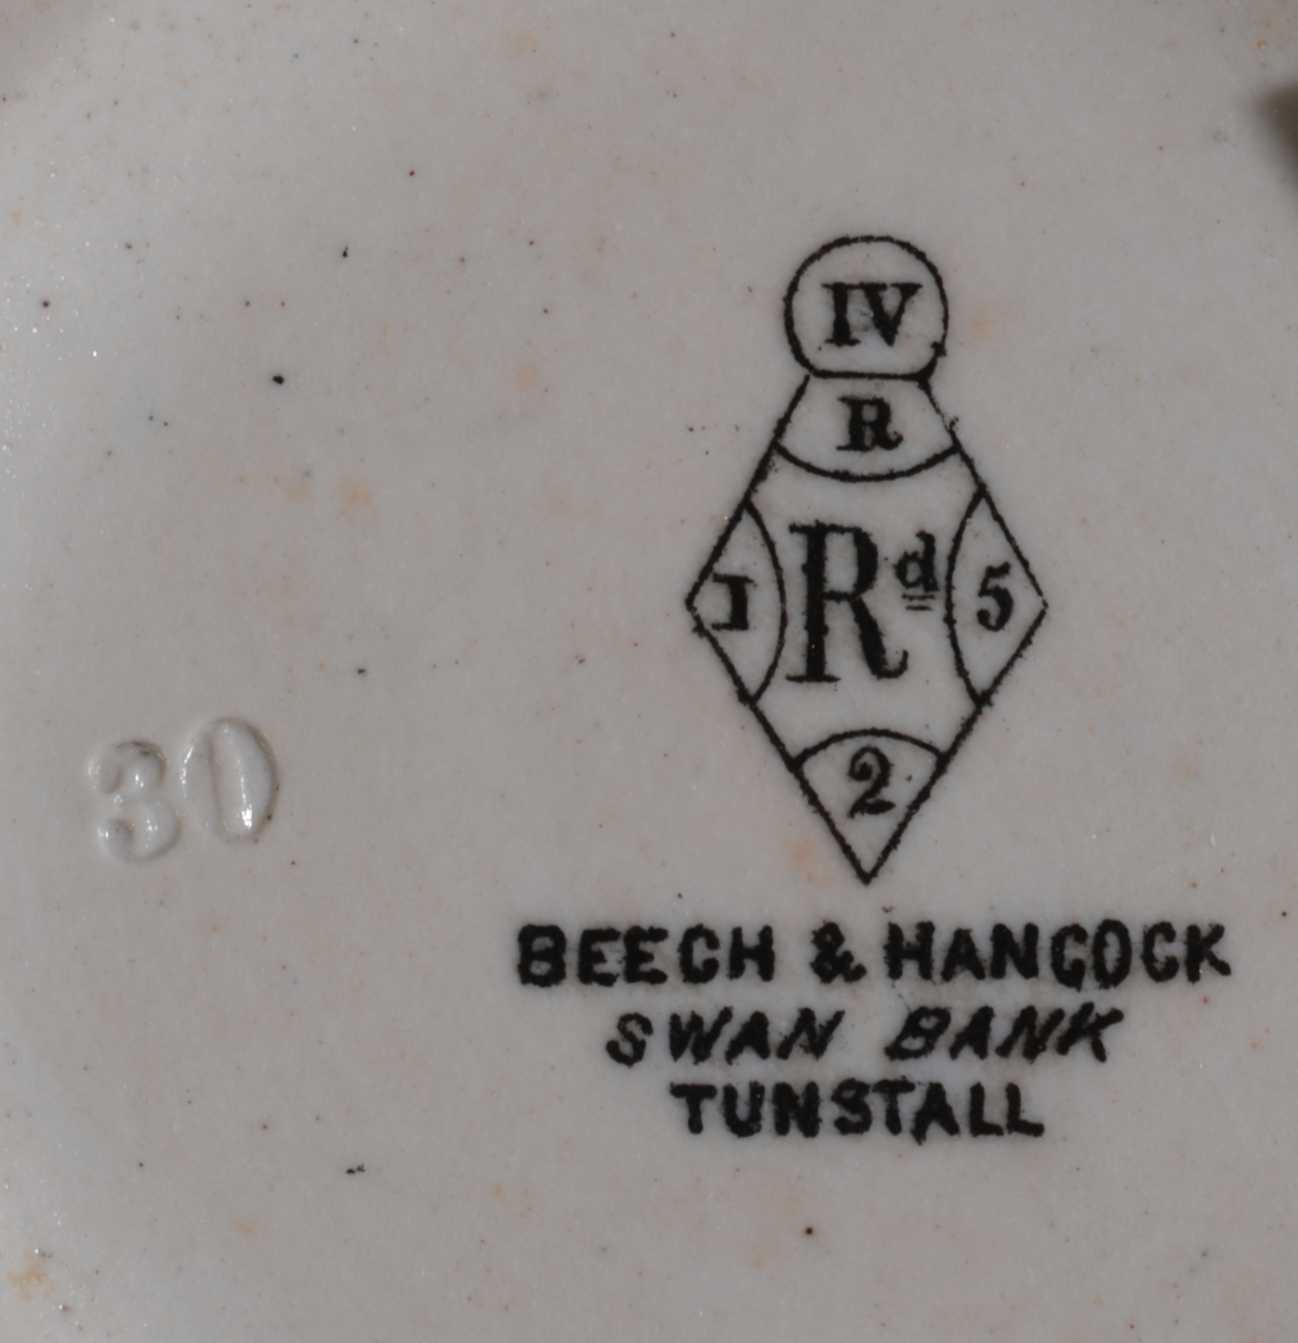 IV
R
I Rd 5
2
30
BEECH & HANCOCK
SWAN BANK
TUNSTALL